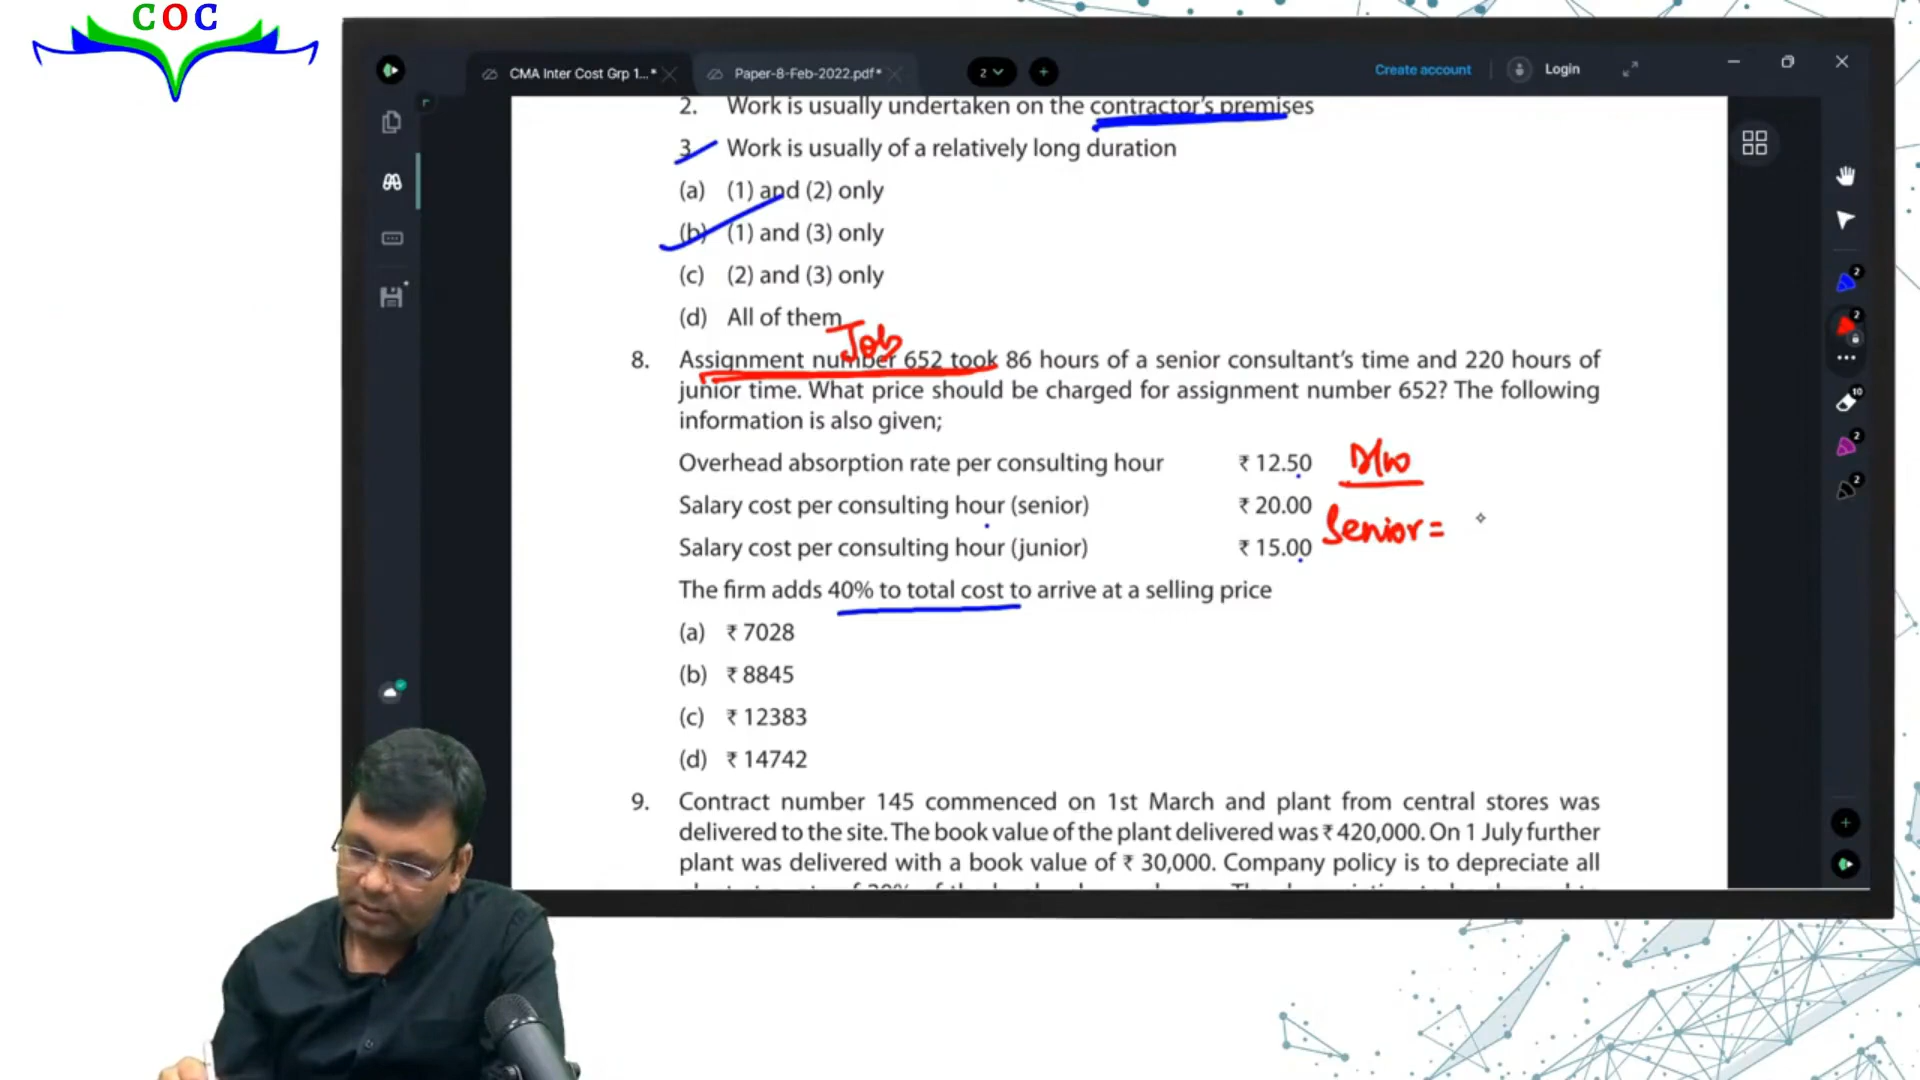 COC
CMA Inter Cost Grp 1...*
Paper-8-Feb-2022.pdf*
2
Create account
Login
2. Work is usually undertaken on the contractor's premises
3. Work is usually of a relatively long duration
(a) (1) and (2) only
(b) (1) and (3) only
(c) (2) and (3) only
(d) All of them
Job
8. Assignment number 652 took 86 hours of a senior consultant's time and 220 hours of
junior time. What price should be charged for assignment number 652? The following
information is also given;
Overhead absorption rate per consulting hour ₹ 12.50
Salary cost per consulting hour (senior) ₹ 20.00
Senior =
Salary cost per consulting hour (junior) ₹ 15.00
The firm adds 40% to total cost to arrive at a selling price
(a) ₹ 7028
(b) ₹ 8845
(c) ₹ 12383
(d) ₹ 14742
9. Contract number 145 commenced on 1st March and plant from central stores was
delivered to the site. The book value of the plant delivered was ₹ 420,000. On 1 July further
plant was delivered with a book value of ₹ 30,000. Company policy is to depreciate all
2
2
10
2
2